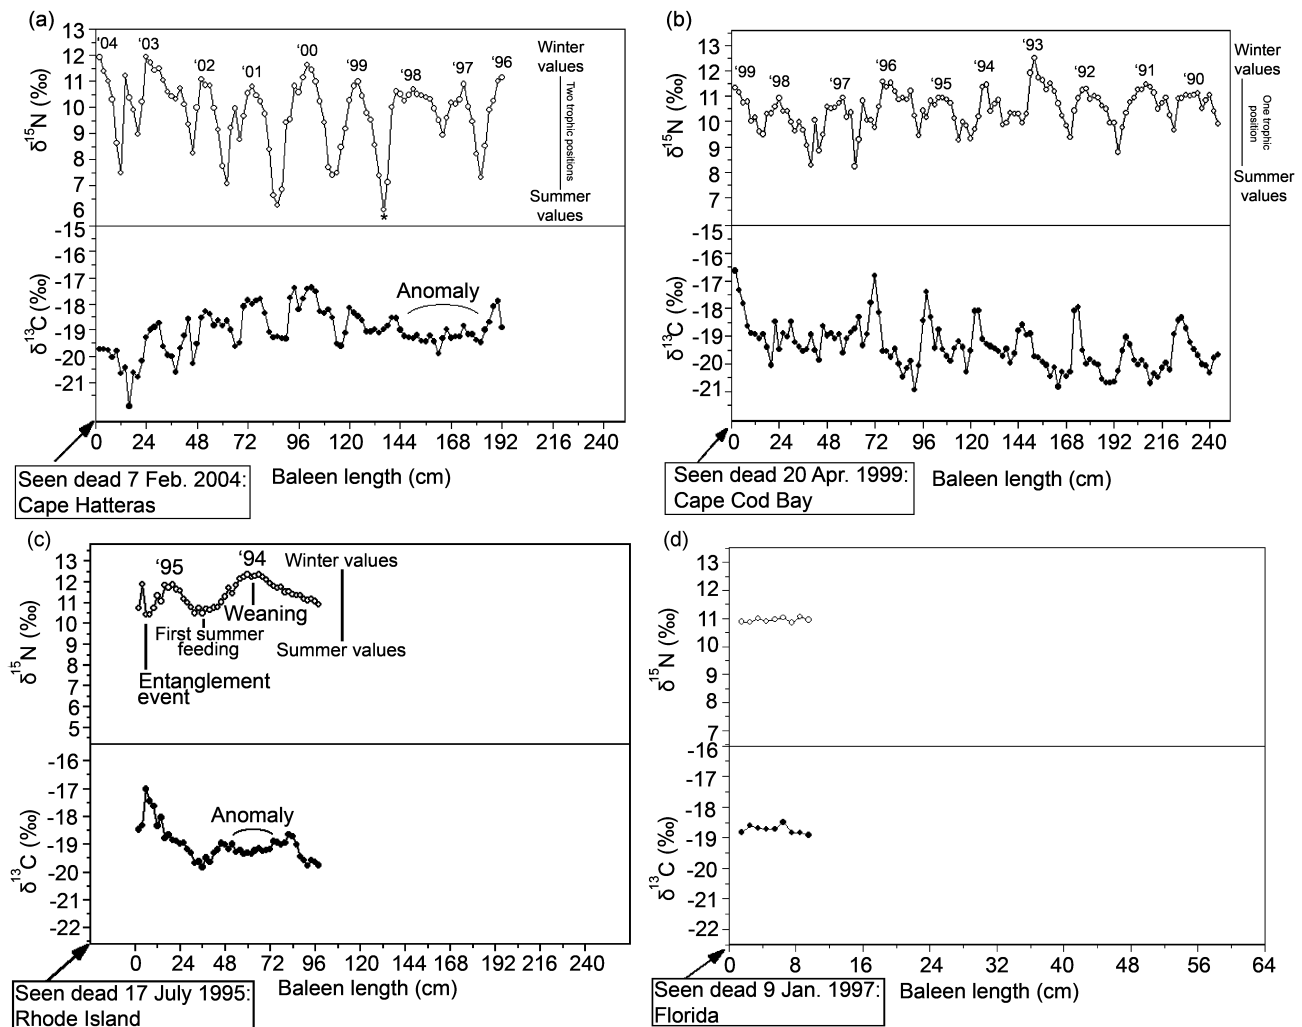 (a)
13
12
11
10
9
8
7
6
δ15N (‰)
'04
'03
'02
'01
'00
'99
'98
'97
'96
Winter
values
Two trophic positions
Summer
values
*
-15
-16
-17
-18
-19
-20
-21
δ13C (‰)
Anomaly
0 24 48 72 96 120 144 168 192 216 240
Baleen length (cm)
Seen dead 7 Feb. 2004:
Cape Hatteras
(b)
13
12
11
10
9
8
7
δ15N (‰)
'99
'98
'97
'96
'95
'94
'93
'92
'91
'90
Winter
values
One trophic
position
Summer
values
-15
-16
-17
-18
-19
-20
-21
δ13C (‰)
0 24 48 72 96 120 144 168 192 216 240
Baleen length (cm)
Seen dead 20 Apr. 1999:
Cape Cod Bay
(c)
13
12
11
10
9
8
7
6
5
δ15N (‰)
'95
'94
Winter values
Weaning
First summer
feeding
Summer values
Entanglement
event
-16
-17
-18
-19
-20
-21
-22
δ13C (‰)
Anomaly
0 24 48 72 96 120 144 168 192 216 240
Baleen length (cm)
Seen dead 17 July 1995:
Rhode Island
(d)
13
12
11
10
9
8
7
δ15N (‰)
-16
-17
-18
-19
-20
-21
-22
δ13C (‰)
0 8 16 24 32 40 48 56 64
Baleen length (cm)
Seen dead 9 Jan. 1997:
Florida